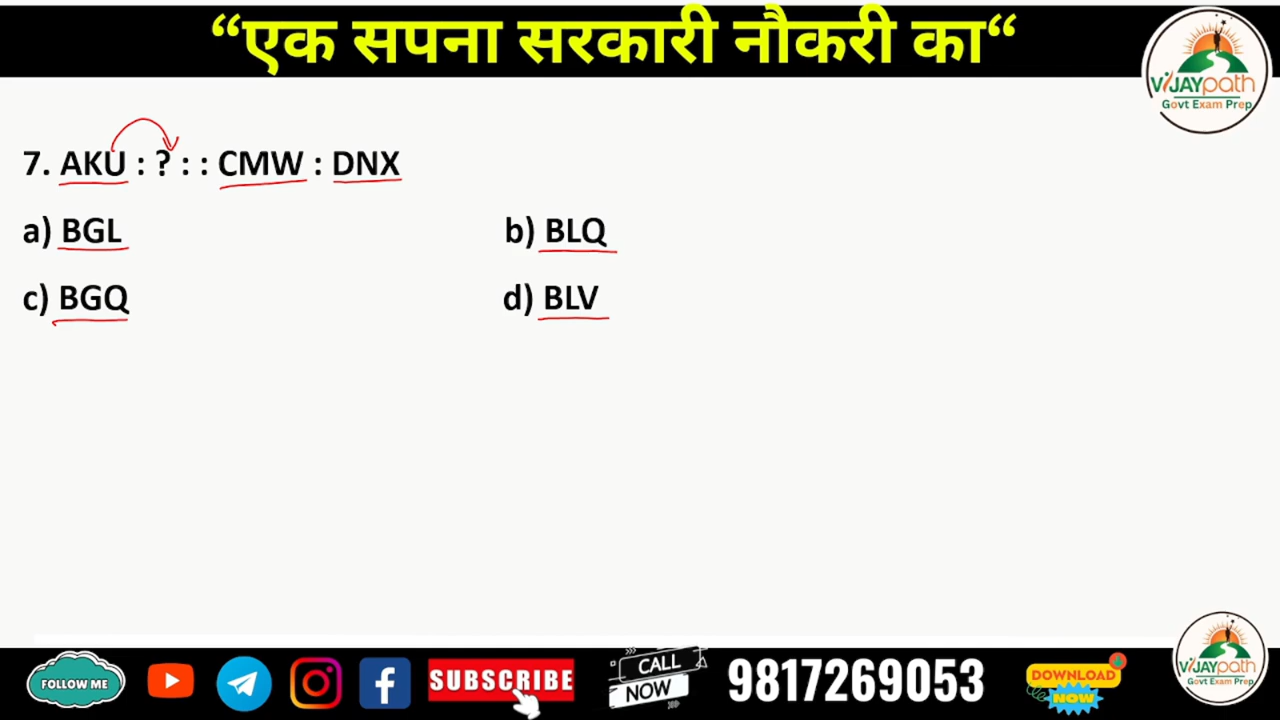 “एक सपना सरकारी नौकरी का“
VIJAYpath
Govt Exam Prep
7. AKU : ? : : CMW : DNX
a) BGL
b) BLQ
c) BGQ
d) BLV
FOLLOW ME
SUBSCRIBE
CALL
NOW
9817269053
DOWNLOAD
NOW
VIJAYpath
Govt Exam Prep